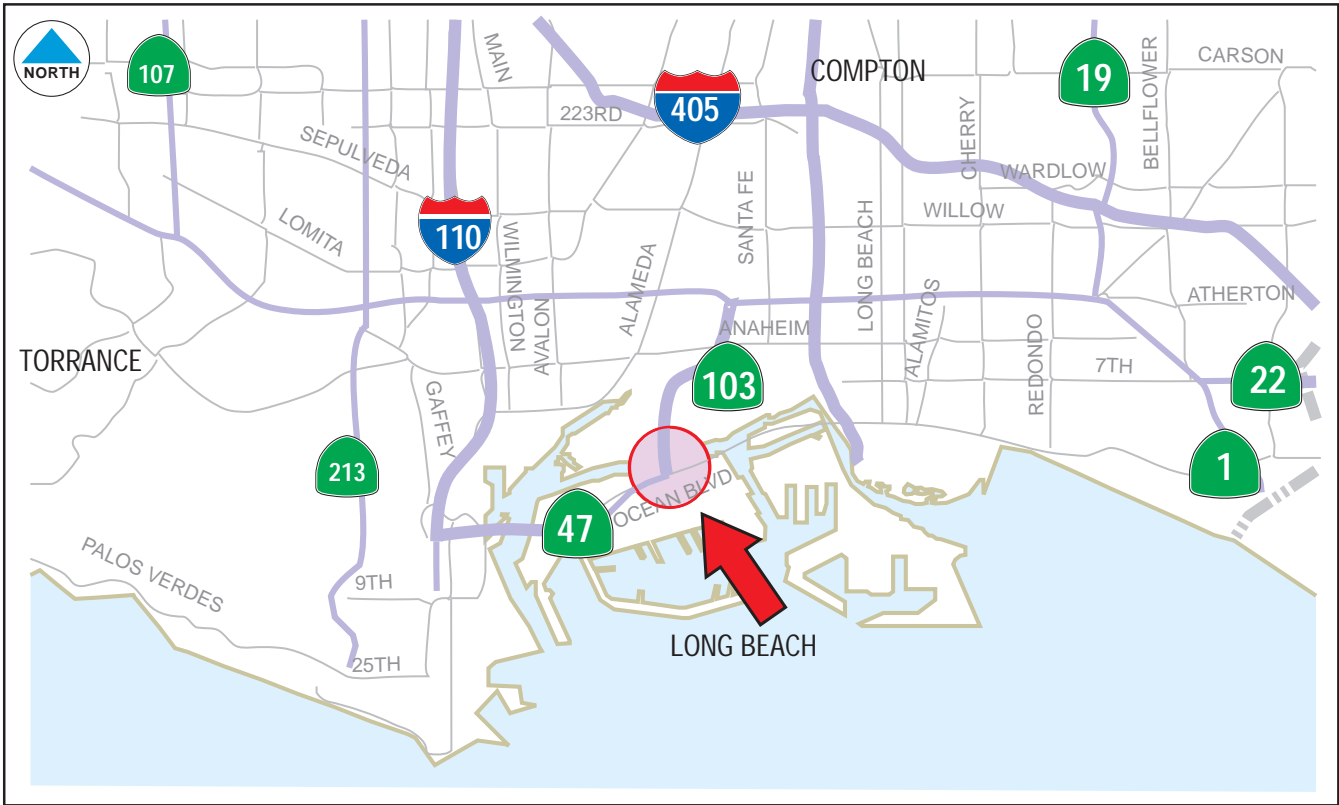 NORTH
107
MAIN
COMPTON
19
BELLFLOWER
CARSON
405
223RD
SEPULVEDA
CHERRY
WARDLOW
LOMITA
110
WILMINGTON
SANTA FE
LONG BEACH
WILLOW
ALAMEDA
AVALON
ALAMITOS
ATHERTON
ANAHEIM
TORRANCE
GAFFEY
103
REDONDO
7TH
22
213
1
47
OCEAN BLVD
PALOS VERDES
9TH
25TH
LONG BEACH